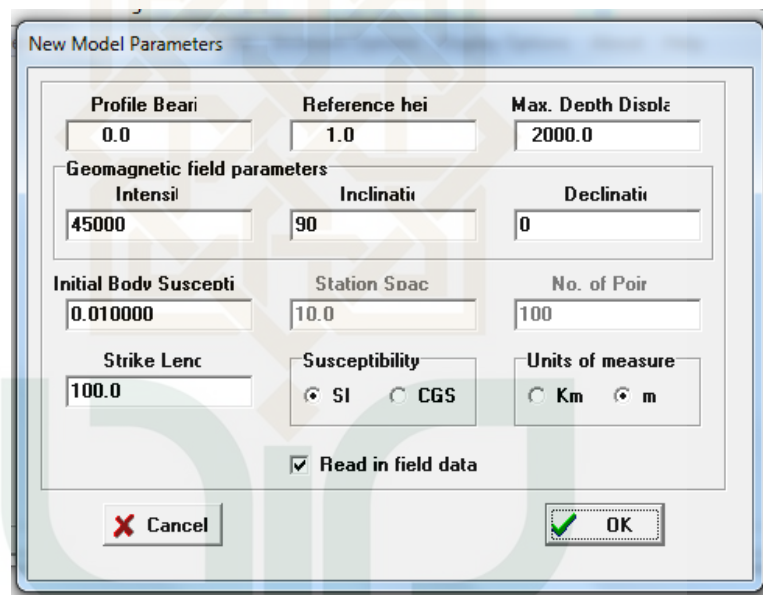 New Model Parameters
Profile Beari Reference hei Max. Depth Displa
0.0 1.0 2000.0
Geomagnetic field parameters
Intensit Inclinatic Declinatic
45000 90 0
Initial Body Suscepti Station Spac No. of Poir
0.010000 10.0 100
Strike Lenc Susceptibility Units of measure
100.0 SI CGS Km m
Read in field data
Cancel OK